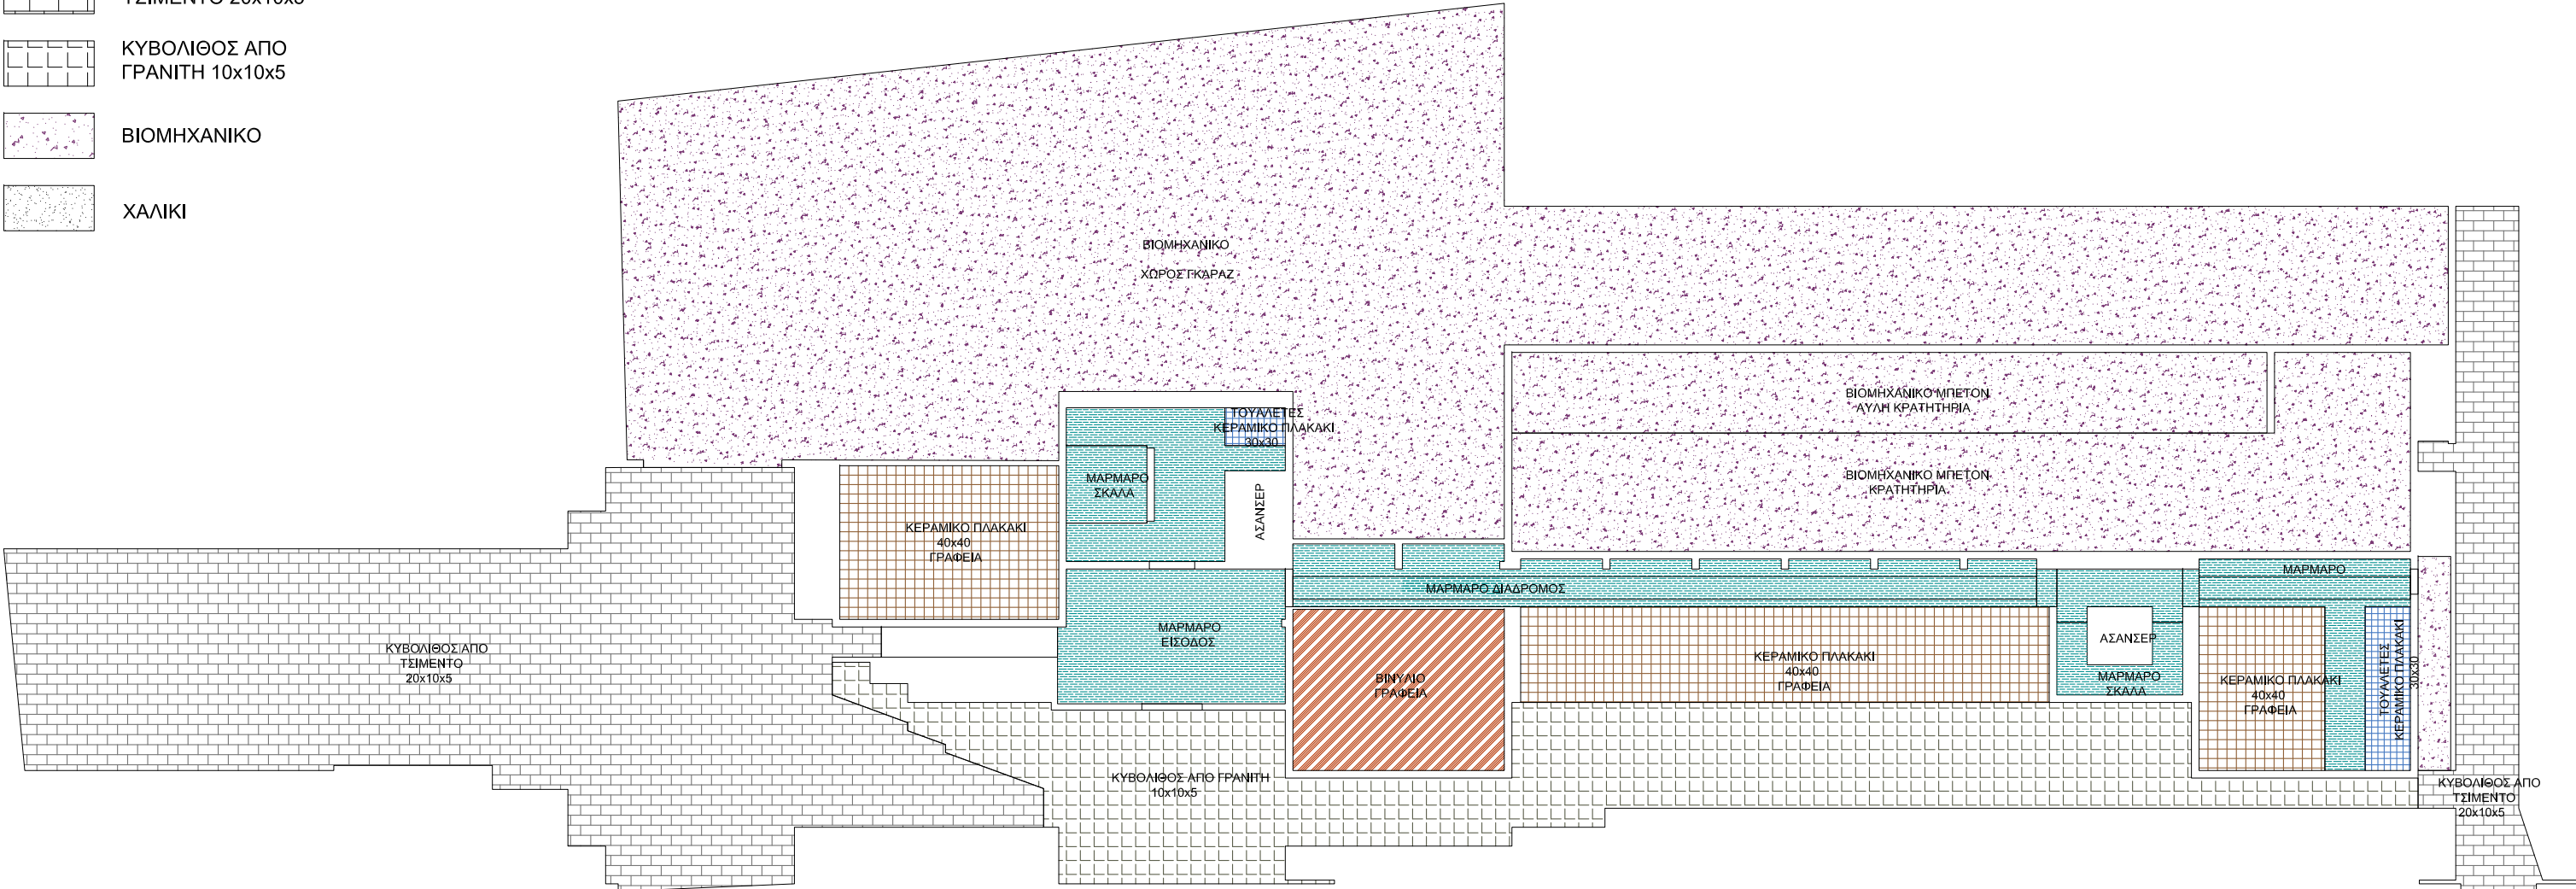 ΤΣΙΜΕΝΤΟ 20x10x5
ΚΥΒΟΛΙΘΟΣ ΑΠΟ
ΓΡΑΝΙΤΗ 10x10x5
ΒΙΟΜΗΧΑΝΙΚΟ
ΧΑΛΙΚΙ
ΒΙΟΜΗΧΑΝΙΚΟ
ΧΩΡΟΣ ΓΚΑΡΑΖ
ΒΙΟΜΗΧΑΝΙΚΟ ΜΠΕΤΟΝ
ΑΥΛΗ ΚΡΑΤΗΤΗΡΙΑ
ΤΟΥΑΛΕΤΕΣ
ΚΕΡΑΜΙΚΟ ΠΛΑΚΑΚΙ
30x30
ΒΙΟΜΗΧΑΝΙΚΟ ΜΠΕΤΟΝ
ΚΡΑΤΗΤΗΡΙΑ
ΜΑΡΜΑΡΟ
ΣΚΑΛΑ
ΑΣΑΝΣΕΡ
ΚΕΡΑΜΙΚΟ ΠΛΑΚΑΚΙ
40x40
ΓΡΑΦΕΙΑ
ΜΑΡΜΑΡΟ
ΜΑΡΜΑΡΟ ΔΙΑΔΡΟΜΟΣ
ΜΑΡΜΑΡΟ
ΕΙΣΟΔΟΣ
ΑΣΑΝΣΕΡ
ΚΥΒΟΛΙΘΟΣ ΑΠΟ
ΤΣΙΜΕΝΤΟ
20x10x5
ΚΕΡΑΜΙΚΟ ΠΛΑΚΑΚΙ
40x40
ΓΡΑΦΕΙΑ
ΒΙΝΥΛΙΟ
ΓΡΑΦΕΙΑ
ΜΑΡΜΑΡΟ
ΣΚΑΛΑ
ΚΕΡΑΜΙΚΟ ΠΛΑΚΑΚΙ
40x40
ΓΡΑΦΕΙΑ
ΤΟΥΑΛΕΤΕΣ
ΚΕΡΑΜΙΚΟ ΠΛΑΚΑΚΙ
30x30
ΚΥΒΟΛΙΘΟΣ ΑΠΟ ΓΡΑΝΙΤΗ
10x10x5
ΚΥΒΟΛΙΘΟΣ ΑΠΟ
ΤΣΙΜΕΝΤΟ
20x10x5